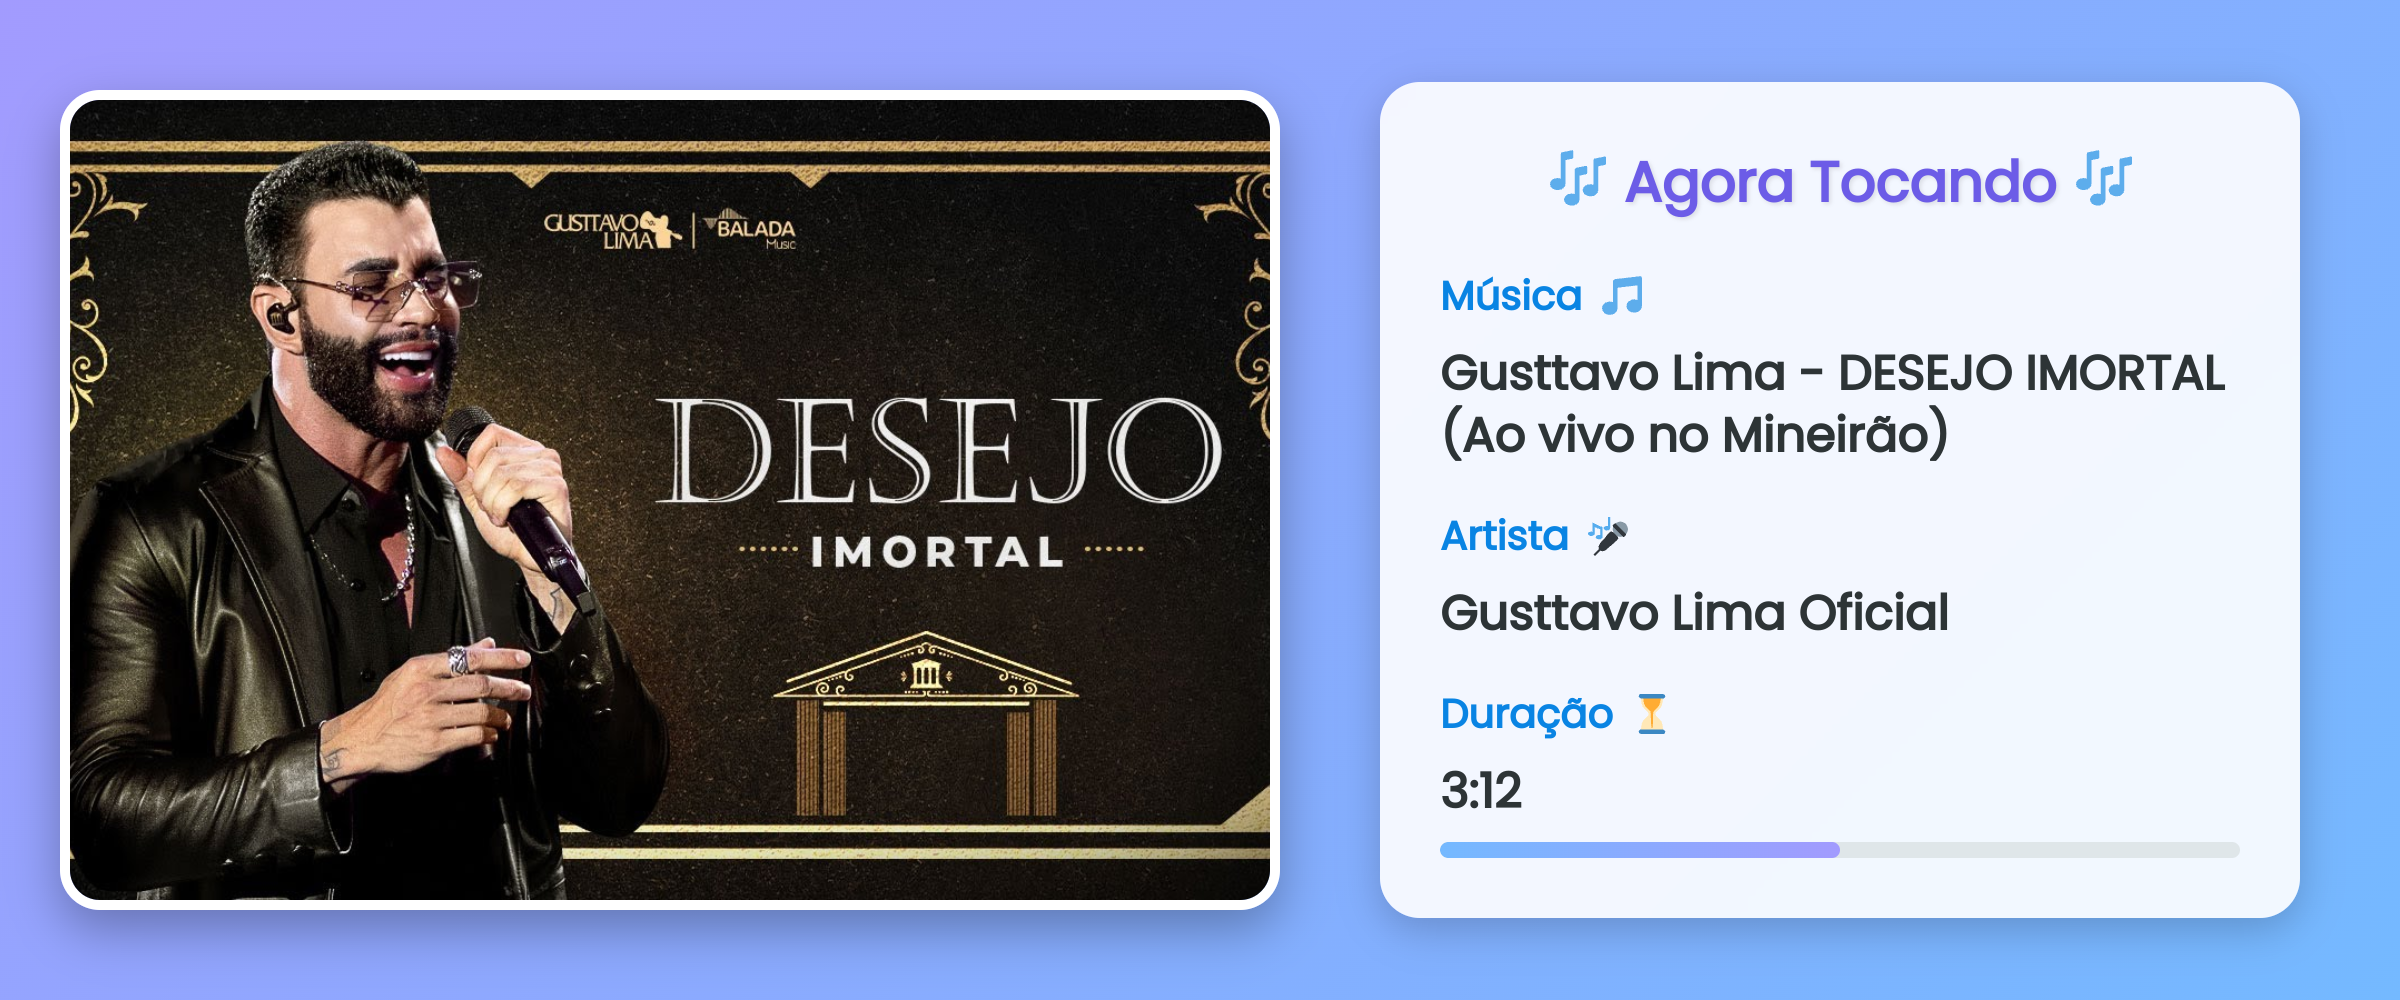 GUSTTAVO
LIMA
BALADA
Music
DESEJO
IMORTAL
Agora Tocando
Música
Gusttavo Lima - DESEJO IMORTAL
(Ao vivo no Mineirão)
Artista
Gusttavo Lima Oficial
Duração
3:12